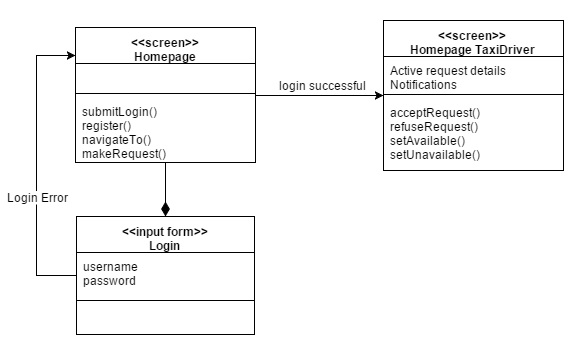 <<screen>>
Homepage
submitLogin()
register()
navigateTo()
makeRequest()
login successful
<<screen>>
Homepage TaxiDriver
Active request details
Notifications
acceptRequest()
refuseRequest()
setAvailable()
setUnavailable()
Login Error
<<input form>>
Login
username
password